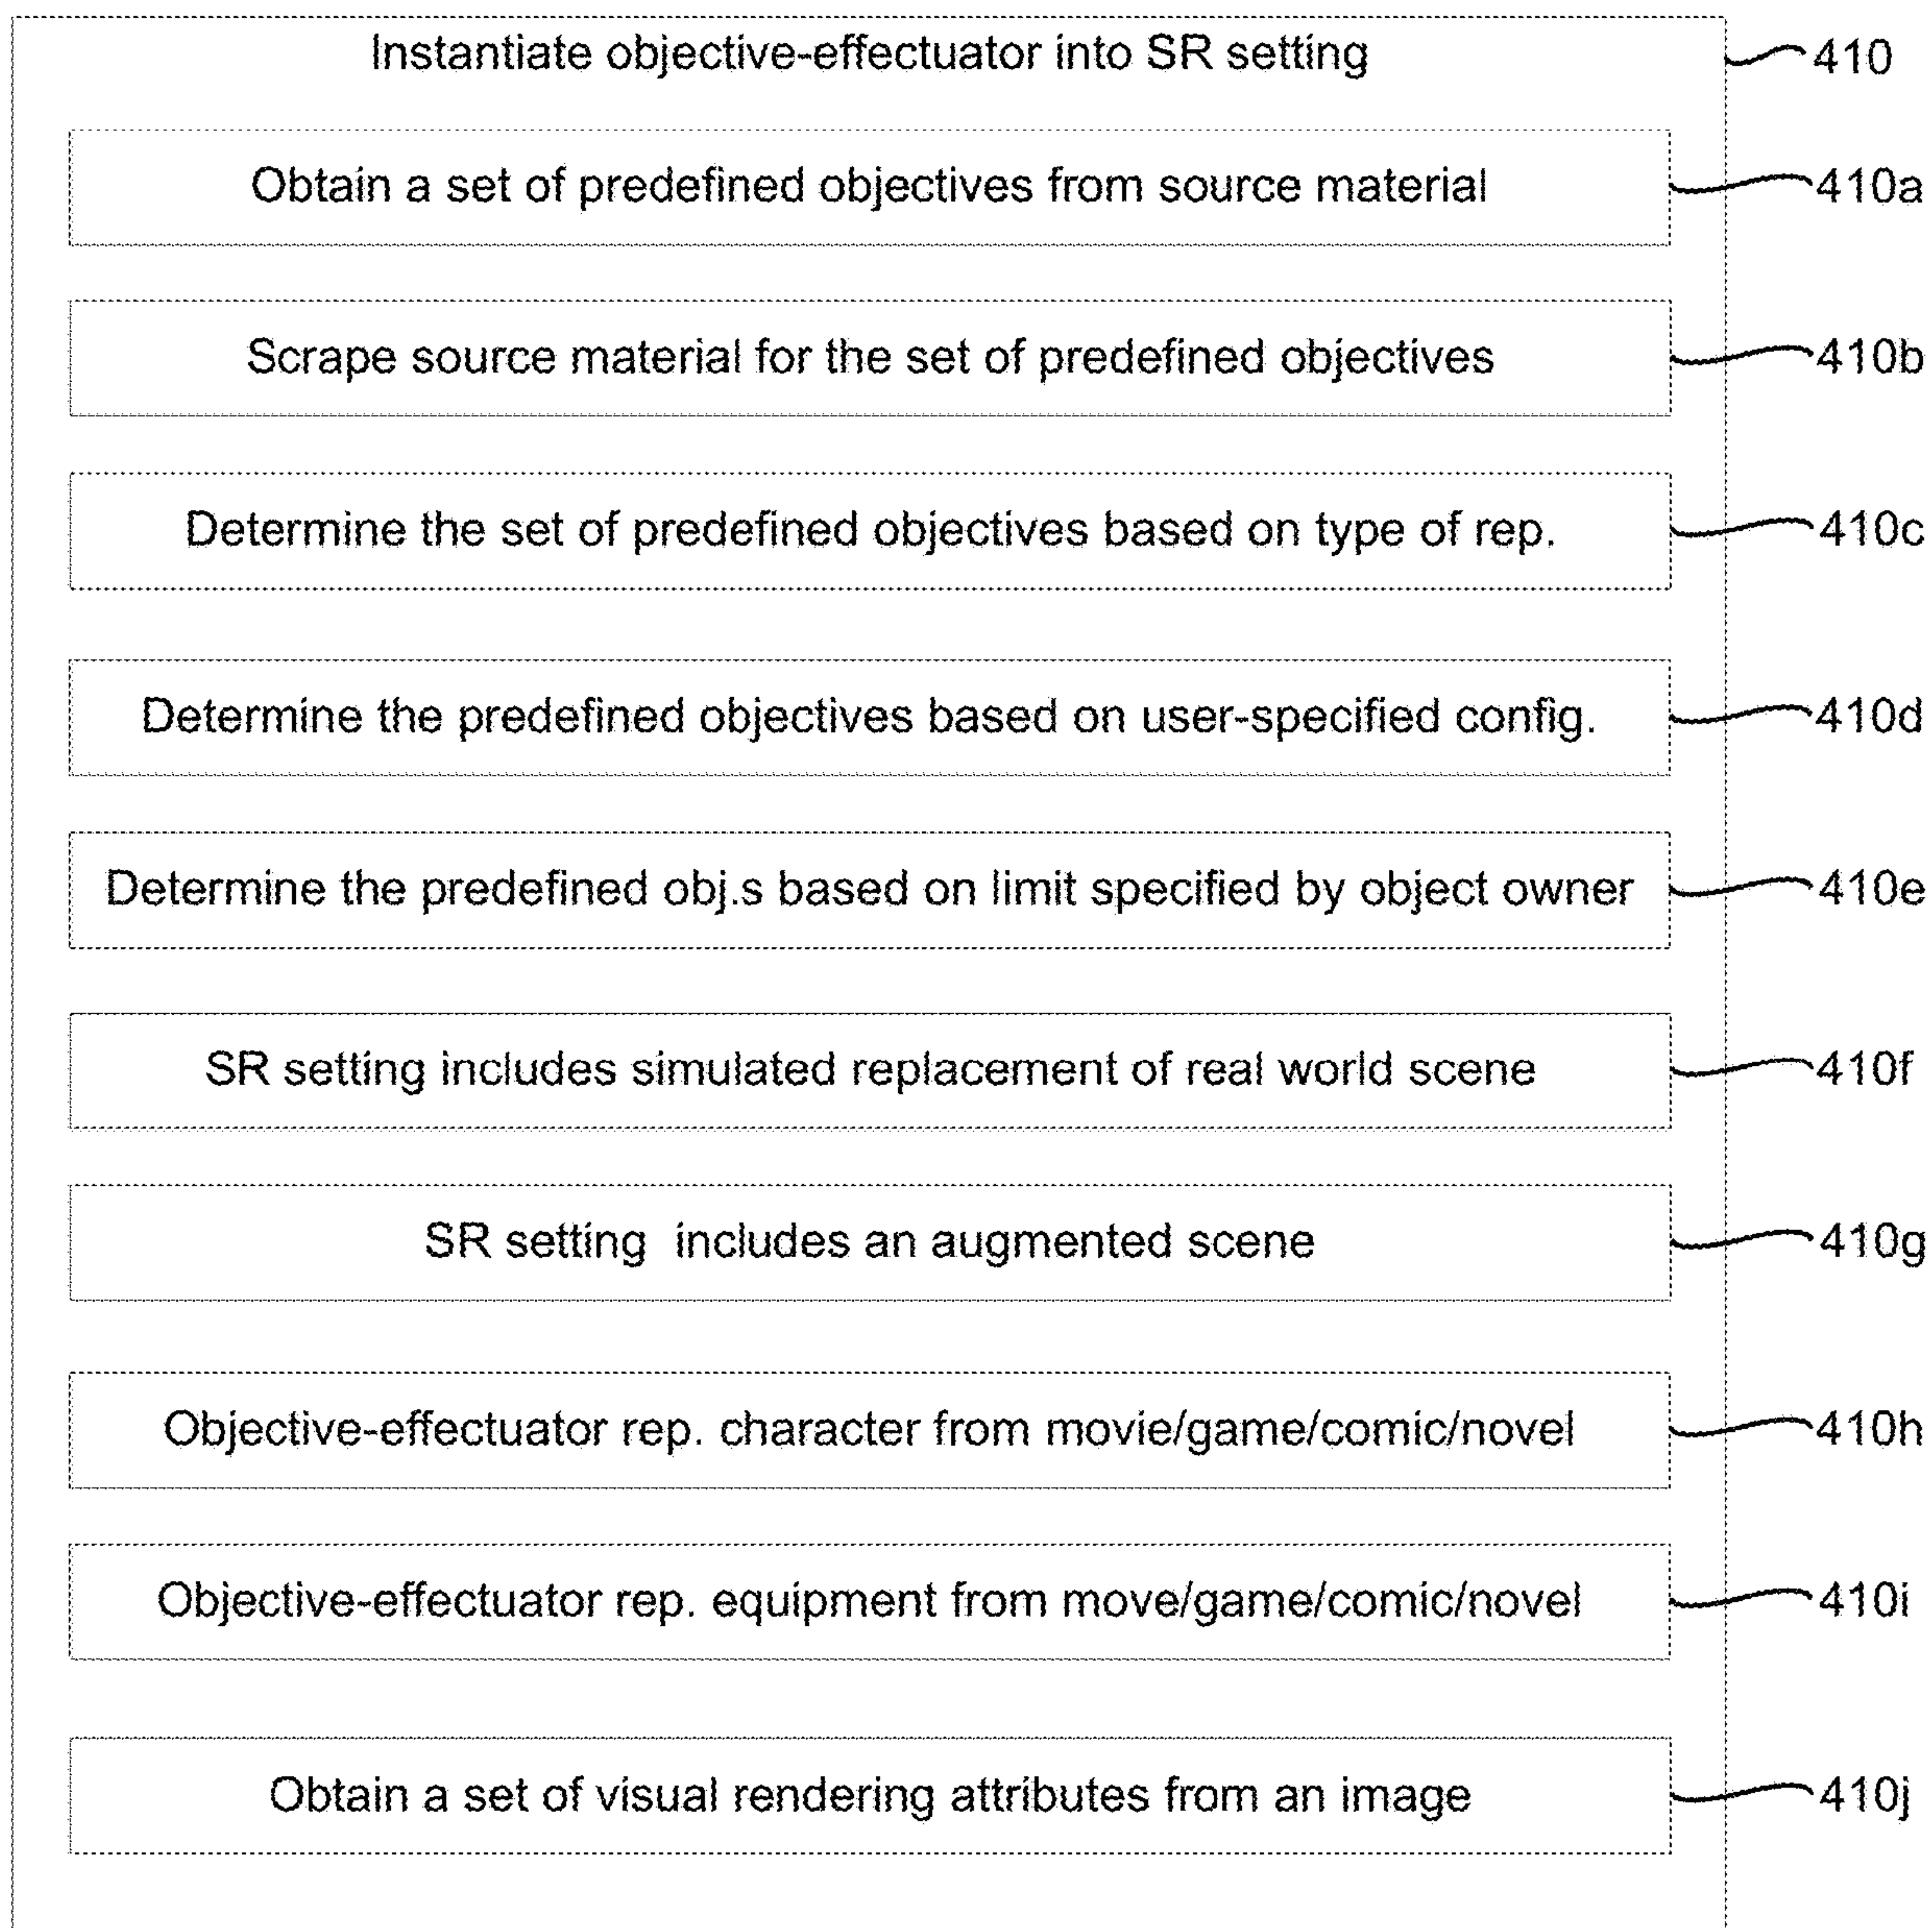 Instantiate objective-effectuator into SR setting 410
Obtain a set of predefined objectives from source material 410a
Scrape source material for the set of predefined objectives 410b
Determine the set of predefined objectives based on type of rep. 410c
Determine the predefined objectives based on user-specified config. 410d
Determine the predefined obj.s based on limit specified by object owner 410e
SR setting includes simulated replacement of real world scene 410f
SR setting includes an augmented scene 410g
Objective-effectuator rep. character from movie/game/comic/novel 410h
Objective-effectuator rep. equipment from move/game/comic/novel 410i
Obtain a set of visual rendering attributes from an image 410j